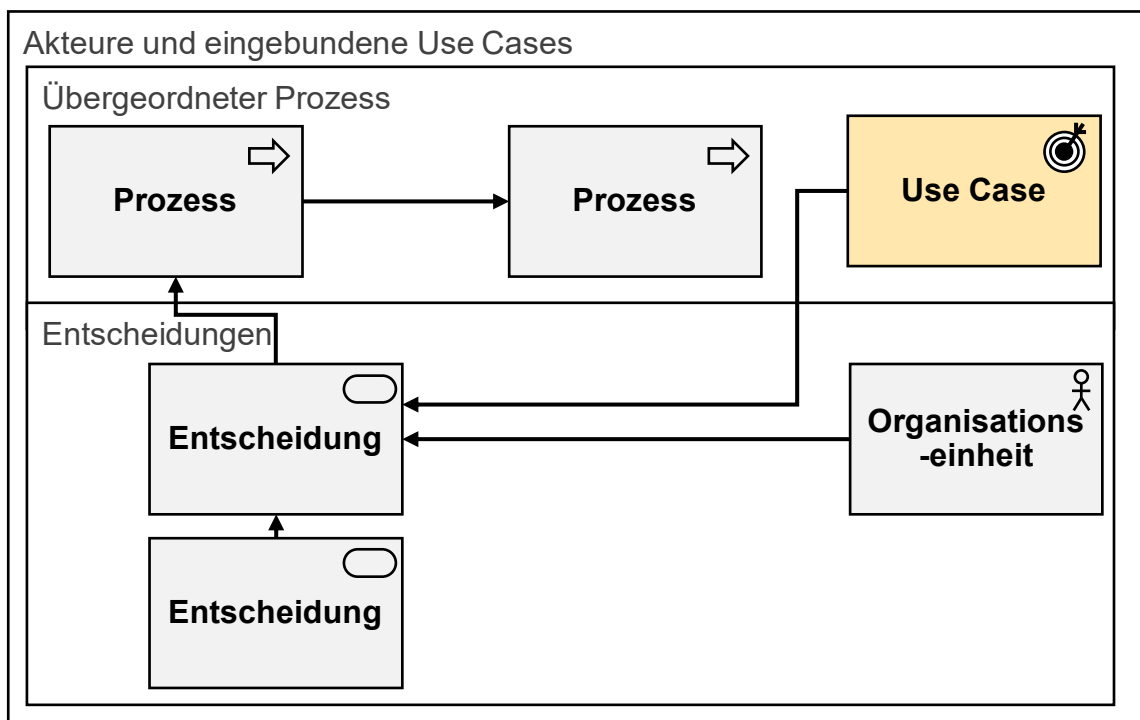 Akteure und eingebundene Use Cases
Übergeordneter Prozess
Prozess
Prozess
Use Case
Entscheidungen
Entscheidung
Organisations
-einheit
Entscheidung